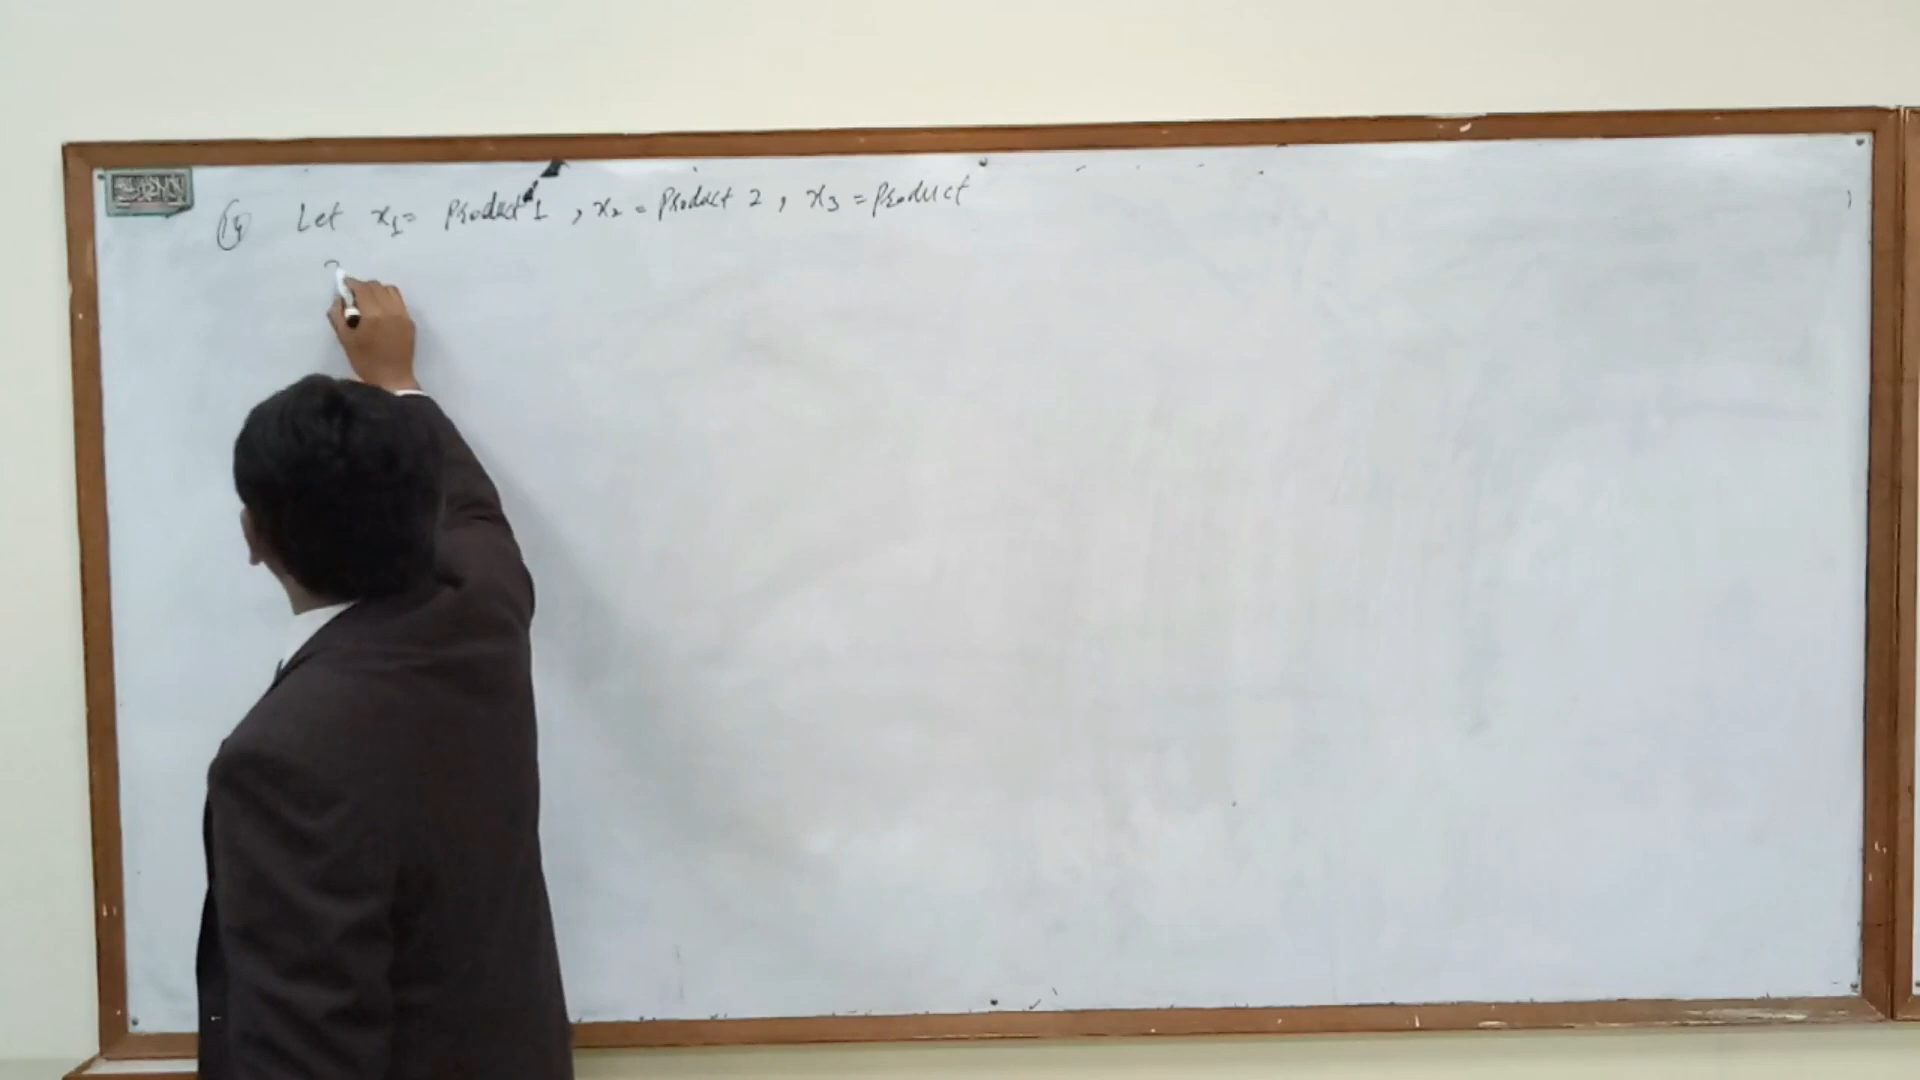 Let x₁= Product 1 , x₂ = Product 2 , x₃ = Product